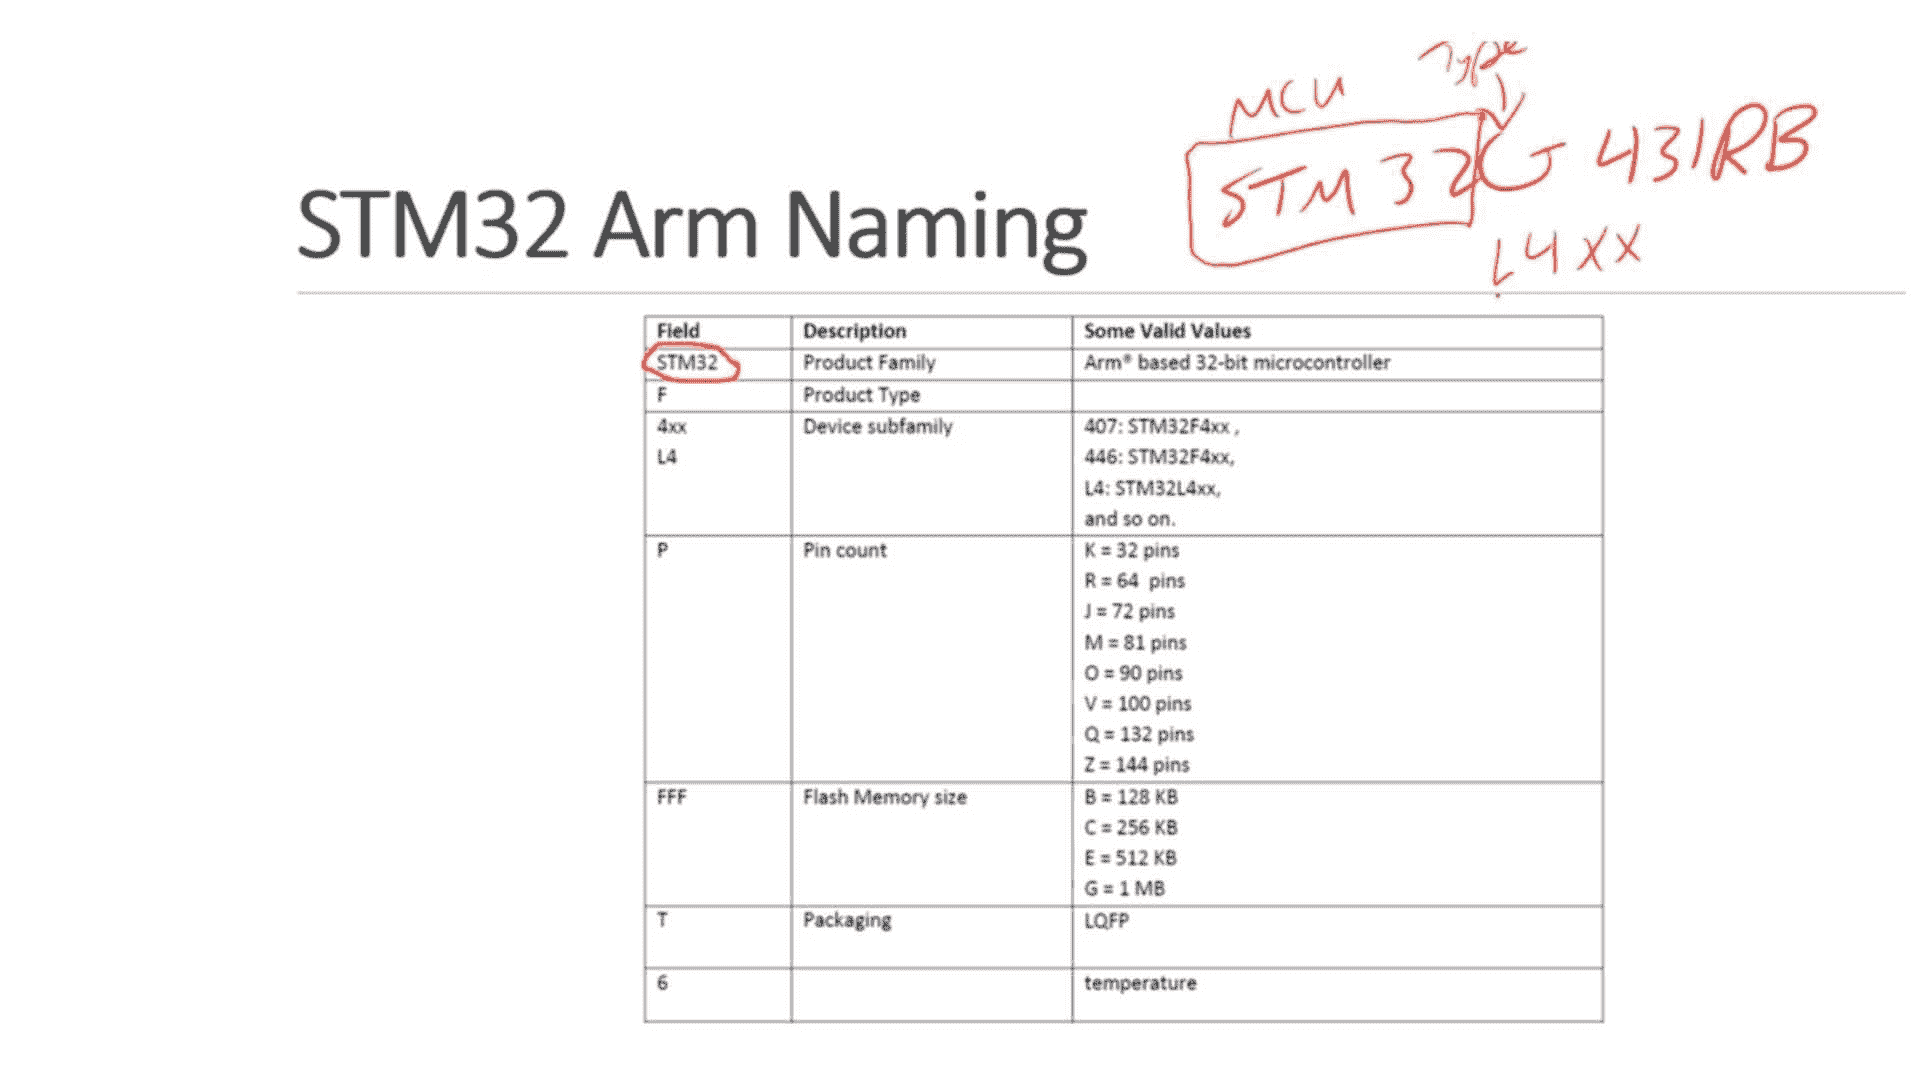 Type
MCU
STM32G431RB
L4XX
STM32 Arm Naming
Field Description Some Valid Values
STM32 Product Family Arm® based 32-bit microcontroller
F Product Type
4xx Device subfamily 407: STM32F4xx ,
L4 446: STM32F4xx,
L4: STM32L4xx,
and so on.
P Pin count K = 32 pins
R = 64 pins
J = 72 pins
M = 81 pins
O = 90 pins
V = 100 pins
Q = 132 pins
Z = 144 pins
FFF Flash Memory size B = 128 KB
C = 256 KB
E = 512 KB
G = 1 MB
T Packaging LQFP
6 temperature